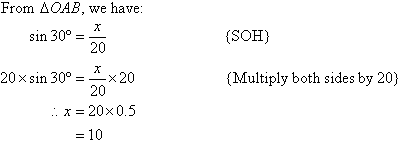 From ΔOAB, we have:
sin 30° = x/20 {SOH}
20 × sin 30° = x/20 × 20 {Multiply both sides by 20}
∴ x = 20 × 0.5
= 10